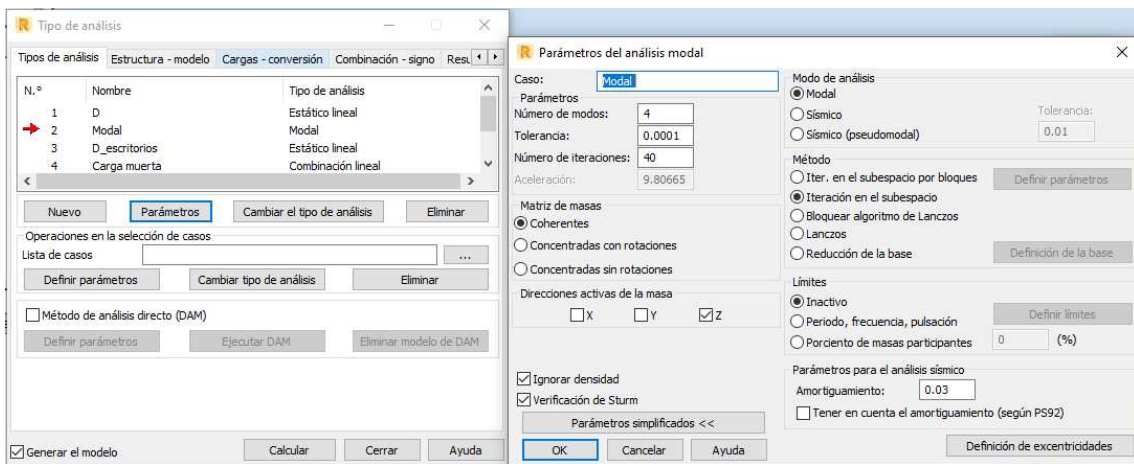 Tipo de análisis
Tipos de análisis Estructura - modelo Cargas - conversión Combinación - signo Resu
N.º Nombre Tipo de análisis
1 D Estático lineal
2 Modal Modal
3 D_escritorios Estático lineal
4 Carga muerta Combinación lineal
Nuevo Parámetros Cambiar el tipo de análisis Eliminar
Operaciones en la selección de casos
Lista de casos ...
Definir parámetros Cambiar tipo de análisis Eliminar
Método de análisis directo (DAM)
Definir parámetros Ejecutar DAM Eliminar modelo de DAM
Generar el modelo Calcular Cerrar Ayuda
Parámetros del análisis modal
Caso: Modal
Parámetros
Número de modos: 4
Tolerancia: 0.0001
Número de iteraciones: 40
Aceleración: 9.80665
Matriz de masas
Coherentes
Concentradas con rotaciones
Concentradas sin rotaciones
Direcciones activas de la masa
X Y Z
Ignorar densidad
Verificación de Sturm
Parámetros simplificados <<
OK Cancelar Ayuda
Modo de análisis
Modal
Sísmico Tolerancia:
Sísmico (pseudomodal) 0.01
Método
Iter. en el subespacio por bloques Definir parámetros
Iteración en el subespacio
Bloquear algoritmo de Lanczos
Lanczos
Reducción de la base Definición de la base
Límites
Inactivo
Periodo, frecuencia, pulsación Definir límites
Porciento de masas participantes 0 (%)
Parámetros para el análisis sísmico
Amortiguamiento: 0.03
Tener en cuenta el amortiguamiento (según PS92)
Definición de excentricidades